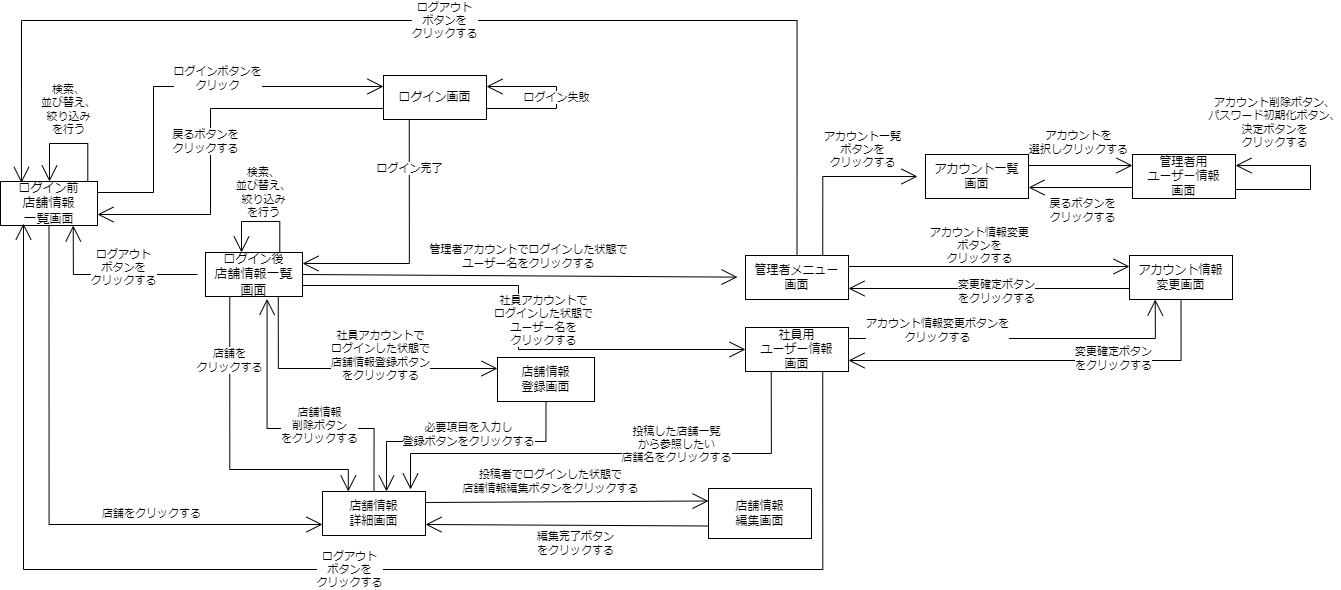 ログアウト
ボタンを
クリックする
ログインボタンを
クリック
ログイン画面
ログイン失敗
検索、
並び替え、
絞り込み
を行う
戻るボタンを
クリックする
ログイン完了
ログイン前
店舗情報
一覧画面
検索、
並び替え、
絞り込み
を行う
ログアウト
ボタンを
クリックする
ログイン後
店舗情報一覧
画面
管理者アカウントでログインした状態で
ユーザー名をクリックする
アカウント一覧
ボタンを
クリックする
アカウント一覧
画面
アカウントを
選択しクリックする
戻るボタンを
クリックする
管理者用
ユーザー情報
画面
アカウント削除ボタン、
パスワード初期化ボタン、
決定ボタンを
クリックする
管理者メニュー
画面
アカウント情報変更
ボタンを
クリックする
変更確定ボタン
をクリックする
アカウント情報
変更画面
社員アカウントで
ログインした状態で
ユーザー名を
クリックする
社員用
ユーザー情報
画面
アカウント情報変更ボタンを
クリックする
変更確定ボタン
をクリックする
店舗を
クリックする
社員アカウントで
ログインした状態で
店舗情報登録ボタン
をクリックする
店舗情報
登録画面
店舗情報
削除ボタン
をクリックする
必要項目を入力し
登録ボタンをクリックする
投稿した店舗一覧
から参照したい
店舗名をクリックする
店舗をクリックする
店舗情報
詳細画面
投稿者でログインした状態で
店舗情報編集ボタンをクリックする
店舗情報
編集画面
編集完了ボタン
をクリックする
ログアウト
ボタンを
クリックする